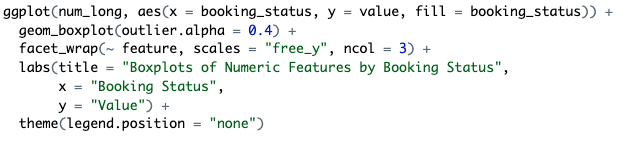 ggplot(num_long, aes(x = booking_status, y = value, fill = booking_status)) +
  geom_boxplot(outlier.alpha = 0.4) +
  facet_wrap(~ feature, scales = "free_y", ncol = 3) +
  labs(title = "Boxplots of Numeric Features by Booking Status",
       x = "Booking Status",
       y = "Value") +
  theme(legend.position = "none")